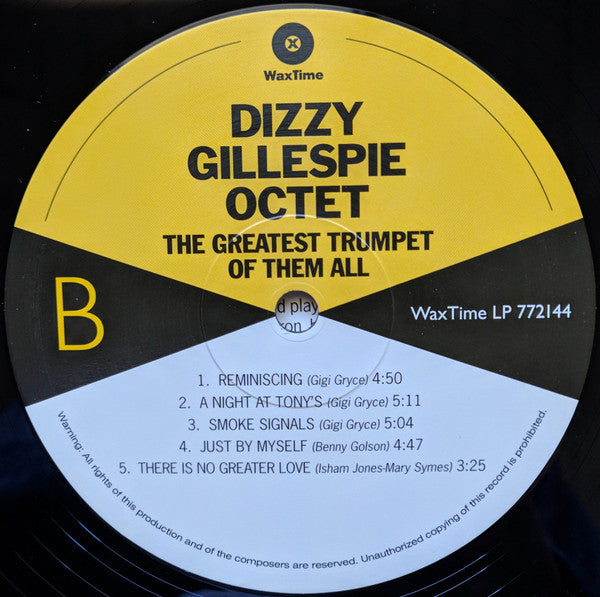 WaxTime
DIZZY
GILLESPIE
OCTET
THE GREATEST TRUMPET
OF THEM ALL
B
d play
WaxTime LP 772144
1. REMINISCING (Gigi Gryce) 4:50
2. A NIGHT AT TONY'S (Gigi Gryce) 5:11
3. SMOKE SIGNALS (Gigi Gryce) 5:04
4. JUST BY MYSELF (Benny Golson) 4:47
5. THERE IS NO GREATER LOVE (Isham Jones-Mary Symes) 3:25
Warning: All rights of this production and of the composers are reserved. Unauthorized copying of this record is prohibited.